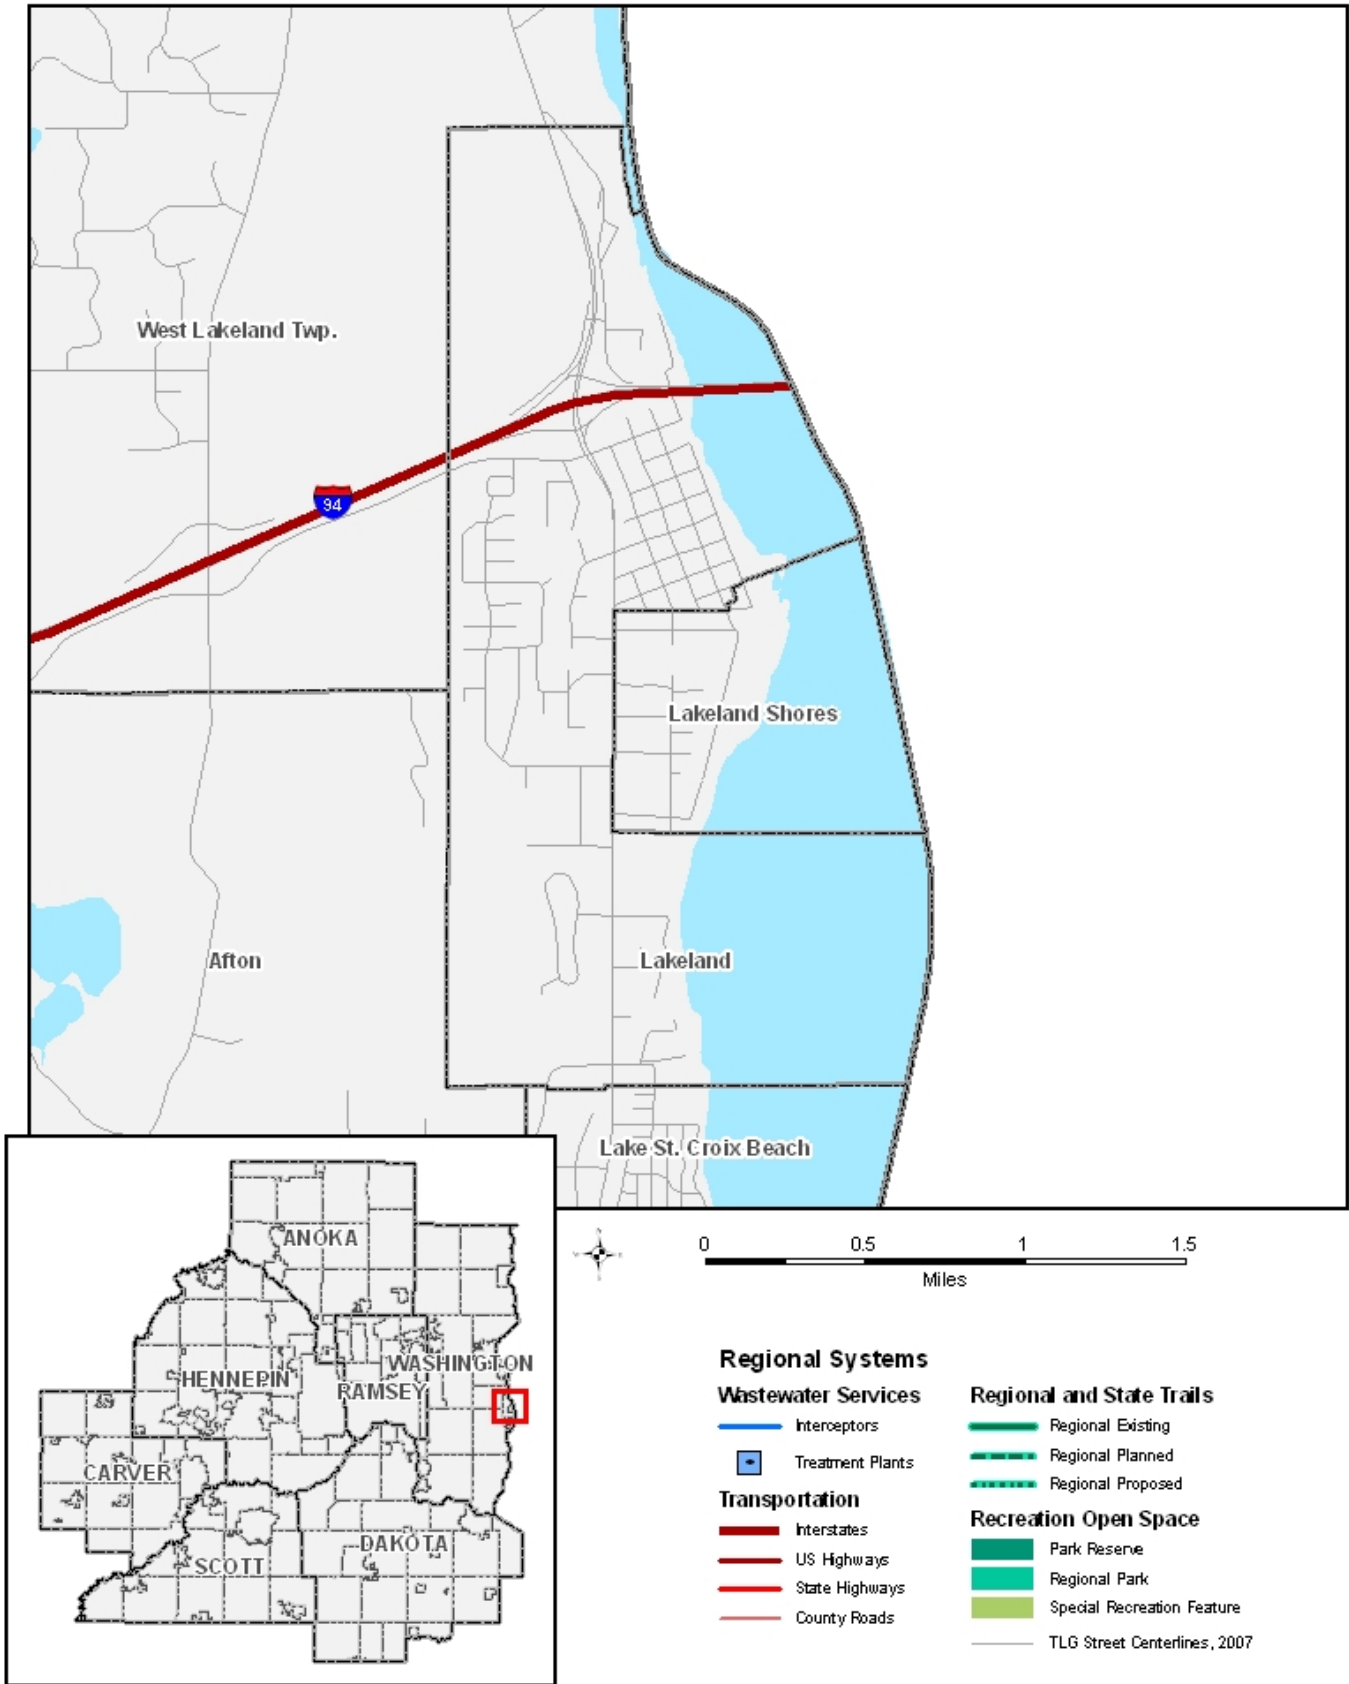 West Lakeland Twp.
94
Lakeland Shores
Afton
Lakeland
Lake St. Croix Beach
ANOKA
WASHINGTON
HENNEPIN
RAMSEY
CARVER
DAKOTA
SCOTT
0 0.5 1 1.5
Miles
Regional Systems
Wastewater Services
Interceptors
Treatment Plants
Transportation
Interstates
US Highways
State Highways
County Roads
Regional and State Trails
Regional Existing
Regional Planned
Regional Proposed
Recreation Open Space
Park Reserve
Regional Park
Special Recreation Feature
TLG Street Centerlines, 2007